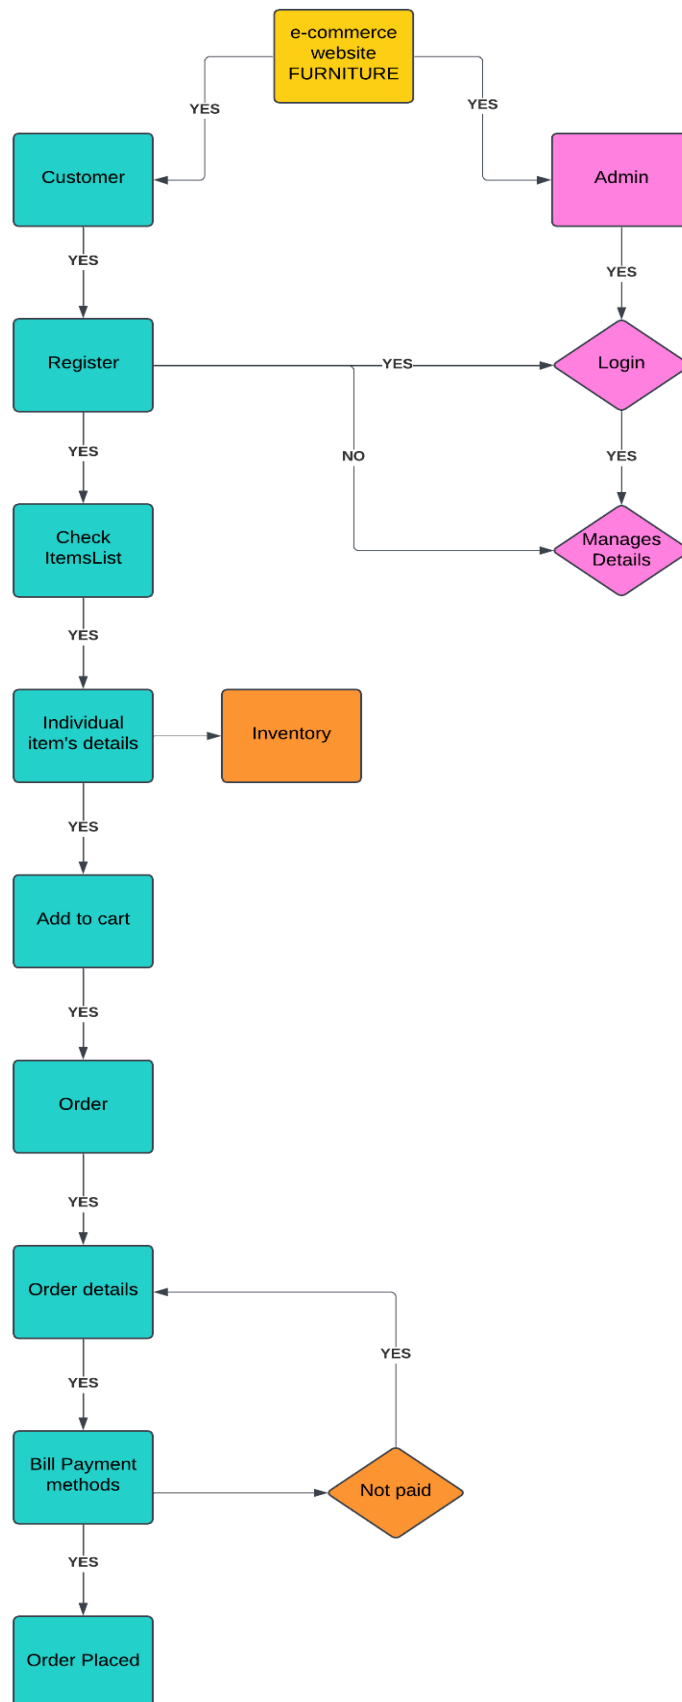 e-commerce
website
FURNITURE
YES
YES
Customer
Admin
YES
YES
Register
YES
Login
YES
NO
YES
Check
ItemsList
Manages
Details
YES
Individual
item's details
Inventory
YES
Add to cart
YES
Order
YES
Order details
YES
YES
Bill Payment
methods
Not paid
YES
Order Placed